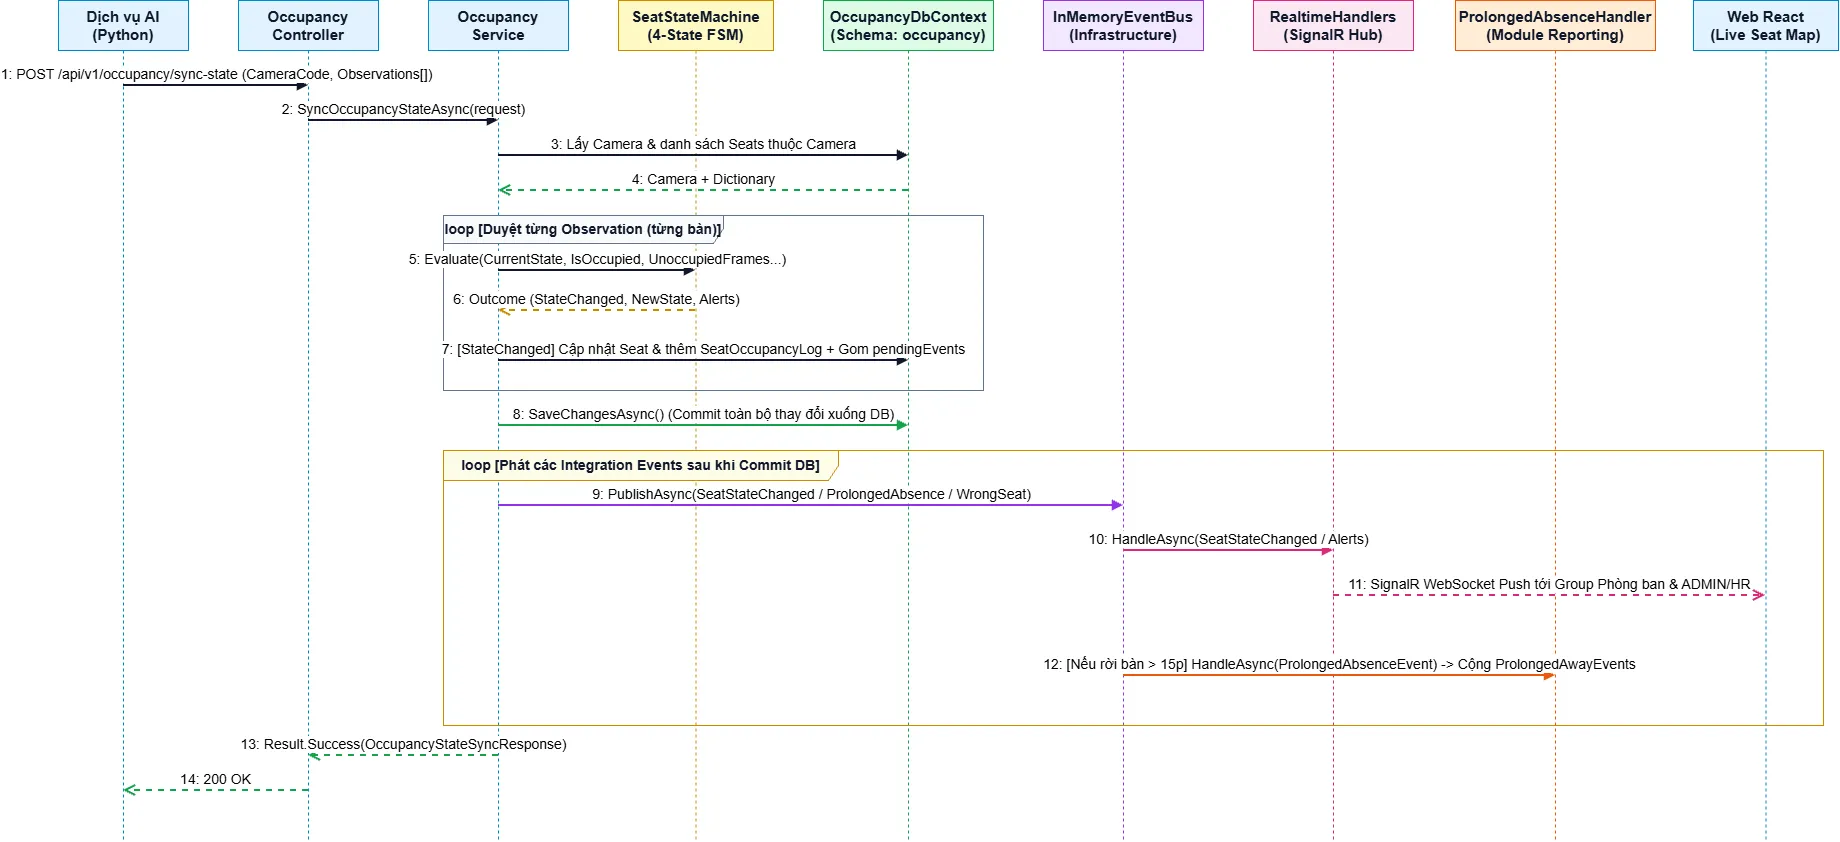 Dịch vụ AI
(Python)
Occupancy
Controller
Occupancy
Service
SeatStateMachine
(4-State FSM)
OccupancyDbContext
(Schema: occupancy)
InMemoryEventBus
(Infrastructure)
RealtimeHandlers
(SignalR Hub)
ProlongedAbsenceHandler
(Module Reporting)
Web React
(Live Seat Map)
1: POST /api/v1/occupancy/sync-state (CameraCode, Observations[])
2: SyncOccupancyStateAsync(request)
3: Lấy Camera & danh sách Seats thuộc Camera
4: Camera + Dictionary
loop [Duyệt từng Observation (từng bàn)]
5: Evaluate(CurrentState, IsOccupied, UnoccupiedFrames...)
6: Outcome (StateChanged, NewState, Alerts)
7: [StateChanged] Cập nhật Seat & thêm SeatOccupancyLog + Gom pendingEvents
8: SaveChangesAsync() (Commit toàn bộ thay đổi xuống DB)
loop [Phát các Integration Events sau khi Commit DB]
9: PublishAsync(SeatStateChanged / ProlongedAbsence / WrongSeat)
10: HandleAsync(SeatStateChanged / Alerts)
11: SignalR WebSocket Push tới Group Phòng ban & ADMIN/HR
12: [Nếu rời bàn > 15p] HandleAsync(ProlongedAbsenceEvent) -> Cộng ProlongedAwayEvents
13: Result.Success(OccupancyStateSyncResponse)
14: 200 OK